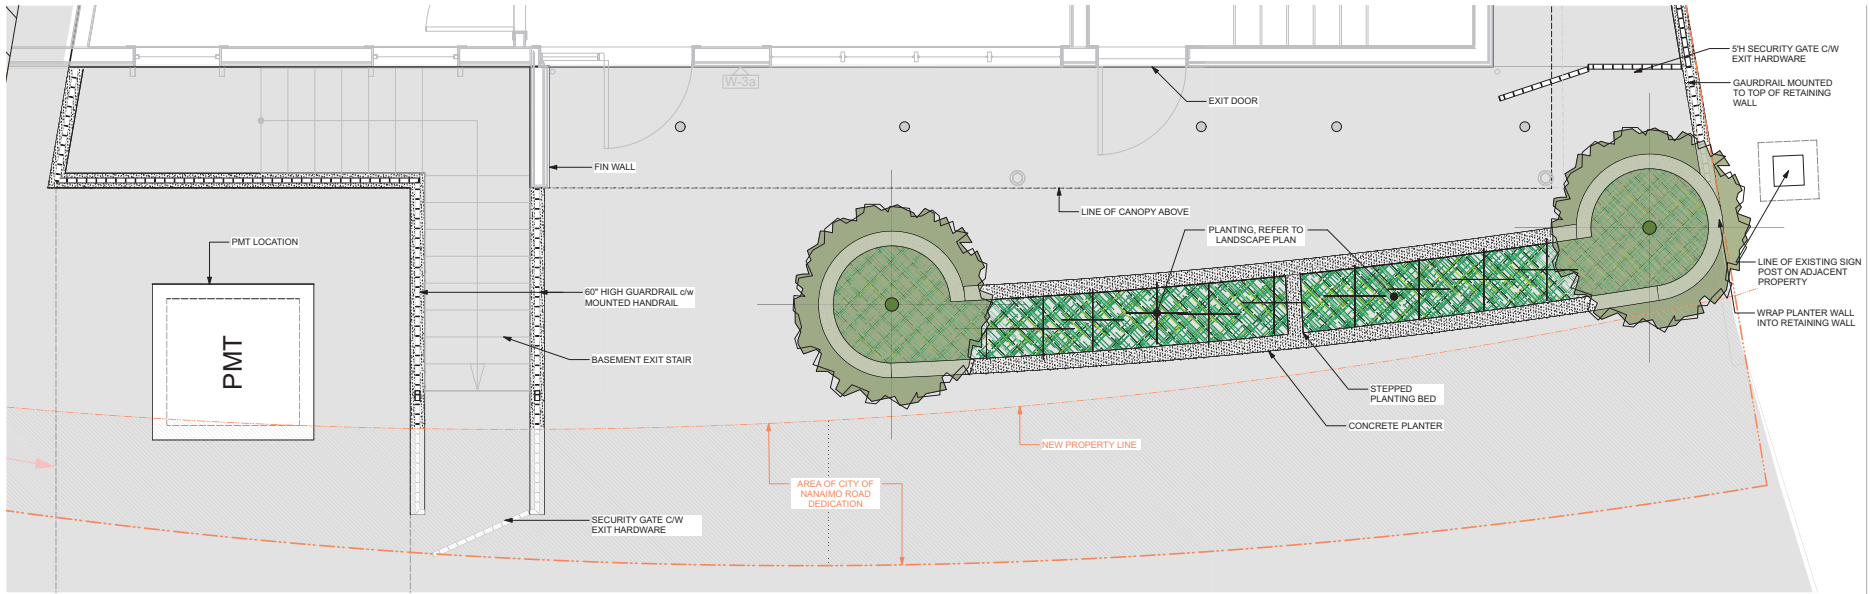 5'H SECURITY GATE C/W
EXIT HARDWARE
GAURDRAIL MOUNTED
TO TOP OF RETAINING
WALL
W-3a
EXIT DOOR
FIN WALL
LINE OF CANOPY ABOVE
PLANTING, REFER TO
LANDSCAPE PLAN
PMT LOCATION
60" HIGH GUARDRAIL c/w
MOUNTED HANDRAIL
LINE OF EXISTING SIGN
POST ON ADJACENT
PROPERTY
WRAP PLANTER WALL
INTO RETAINING WALL
PMT
BASEMENT EXIT STAIR
STEPPED
PLANTING BED
CONCRETE PLANTER
NEW PROPERTY LINE
AREA OF CITY OF
NANAIMO ROAD
DEDICATION
SECURITY GATE C/W
EXIT HARDWARE